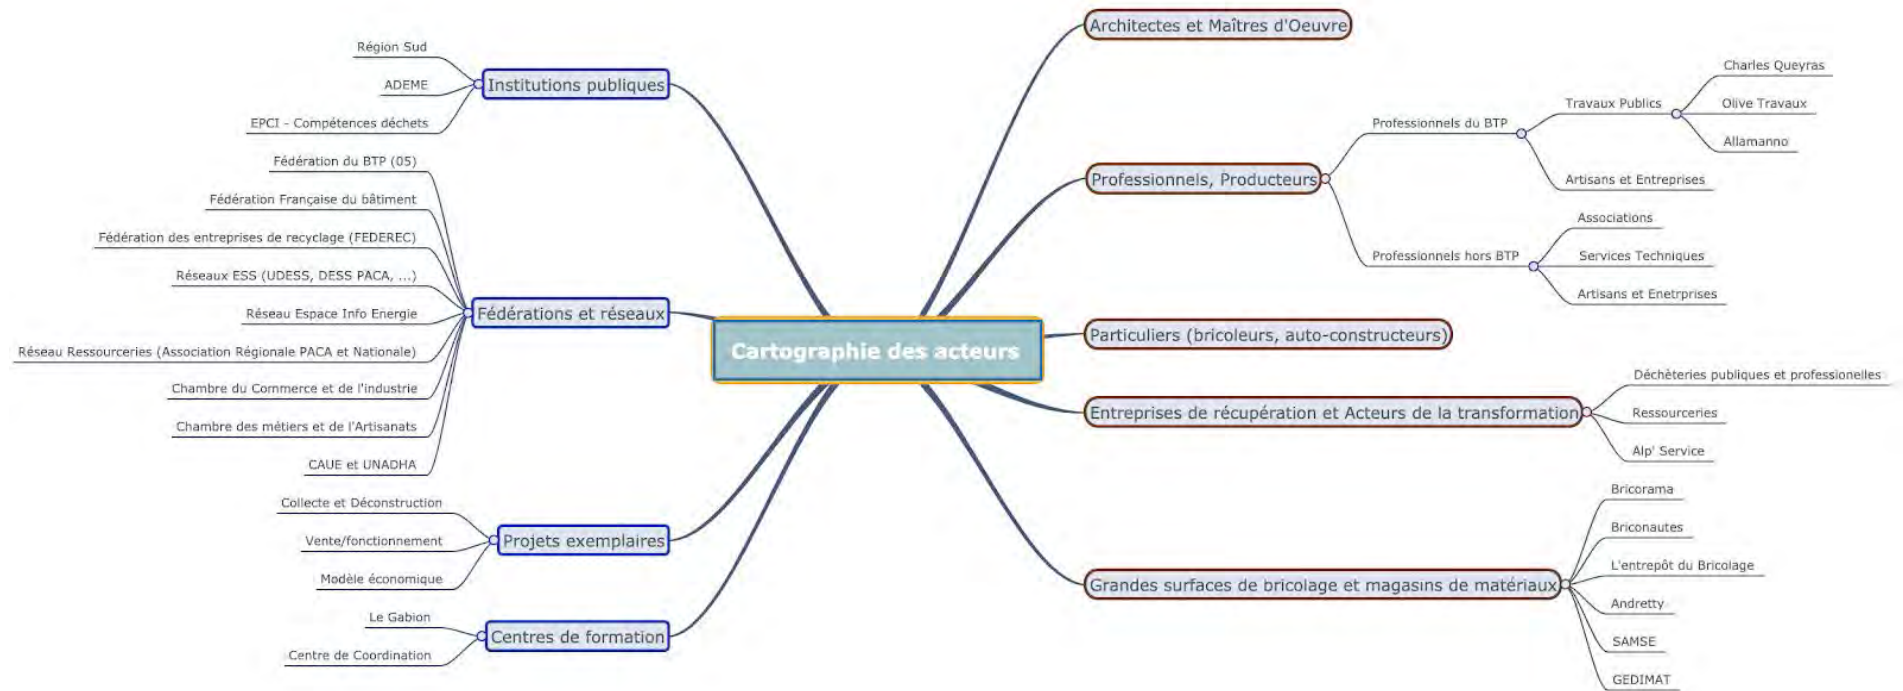 Cartographie des acteurs
Institutions publiques
Région Sud
ADEME
EPCI - Compétences déchets
Fédérations et réseaux
Fédération du BTP (05)
Fédération Française du bâtiment
Fédération des entreprises de recyclage (FEDEREC)
Réseaux ESS (UDESS, DESS PACA, ...)
Réseau Espace Info Energie
Réseau Ressourceries (Association Régionale PACA et Nationale)
Chambre du Commerce et de l'industrie
Chambre des métiers et de l'Artisanats
CAUE et UNADHA
Projets exemplaires
Collecte et Déconstruction
Vente/fonctionnement
Modèle économique
Centres de formation
Le Gabion
Centre de Coordination
Architectes et Maîtres d'Oeuvre
Professionnels, Producteurs
Professionnels du BTP
Travaux Publics
Charles Queyras
Olive Travaux
Allamanno
Artisans et Entreprises
Professionnels hors BTP
Associations
Services Techniques
Artisans et Enetrprises
Particuliers (bricoleurs, auto-constructeurs)
Entreprises de récupération et Acteurs de la transformation
Déchèteries publiques et professionelles
Ressourceries
Alp' Service
Grandes surfaces de bricolage et magasins de matériaux
Bricorama
Briconautes
L'entrepôt du Bricolage
Andretty
SAMSE
GEDIMAT